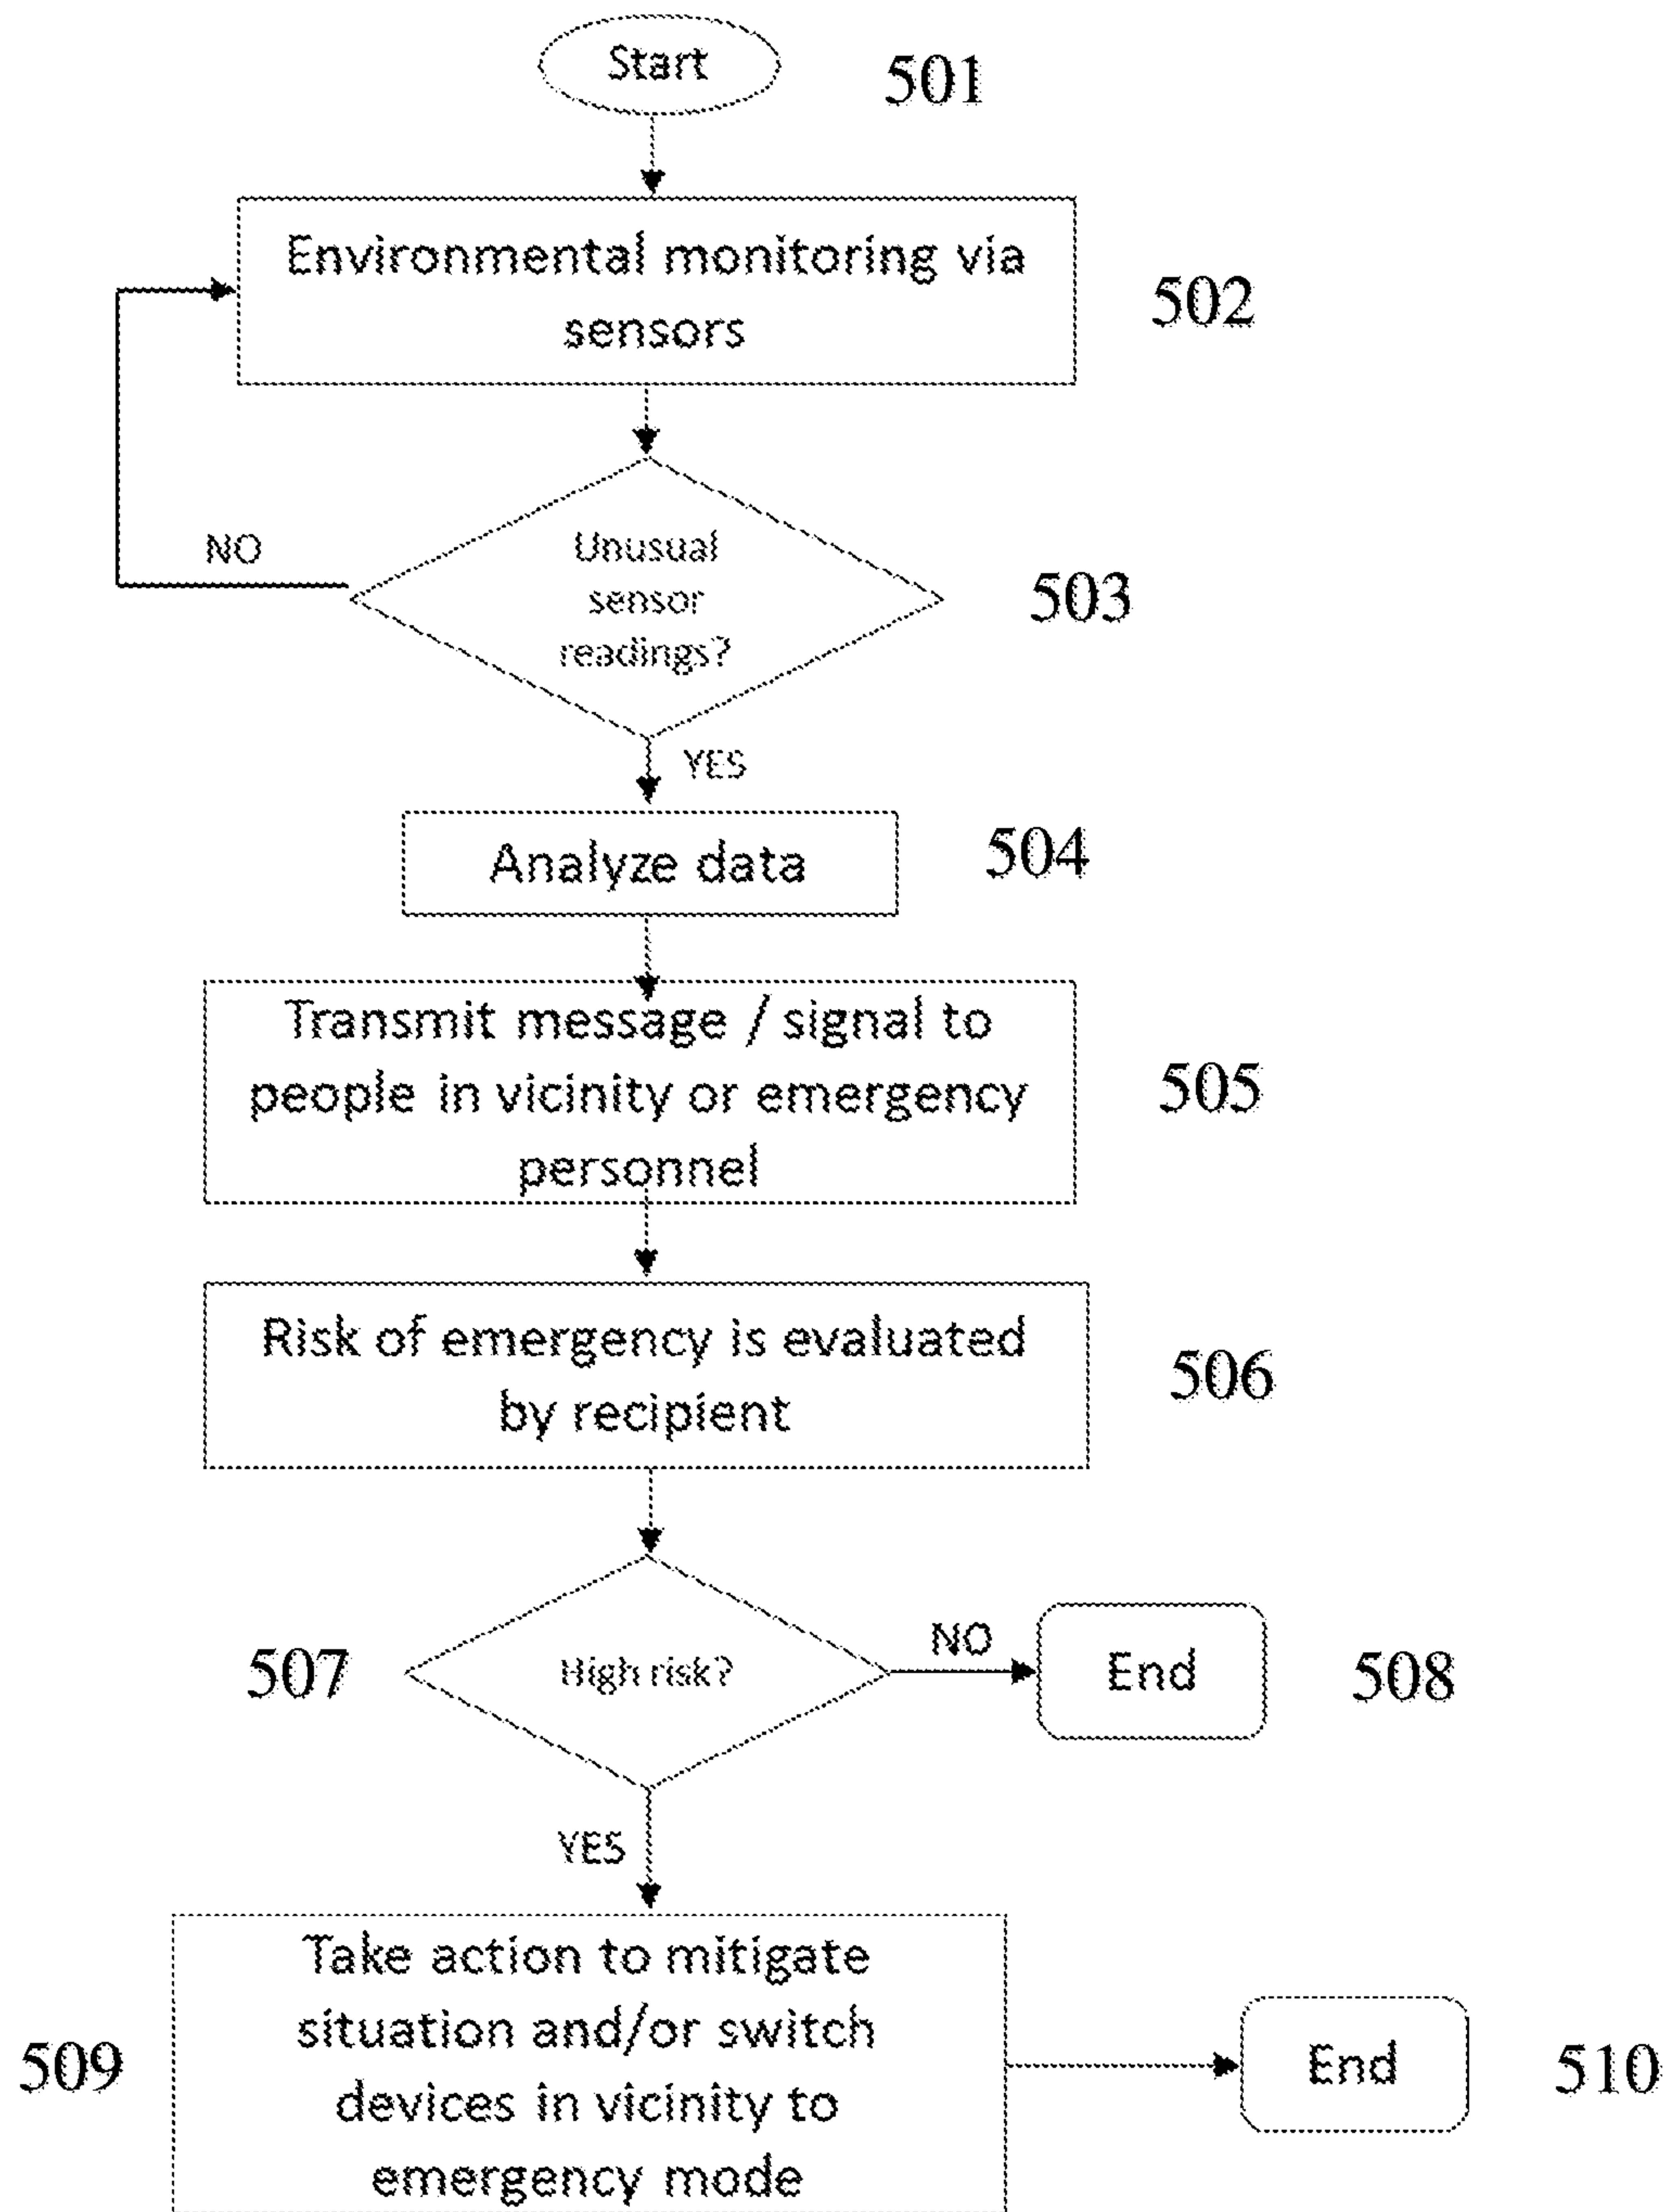 Start
501
Environmental monitoring via
sensors
502
NO
Unusual
sensor
readings?
503
YES
Analyze data
504
Transmit message / signal to
people in vicinity or emergency
personnel
505
Risk of emergency is evaluated
by recipient
506
507
High risk?
NO
End
508
YES
509
Take action to mitigate
situation and/or switch
devices in vicinity to
emergency mode
End
510